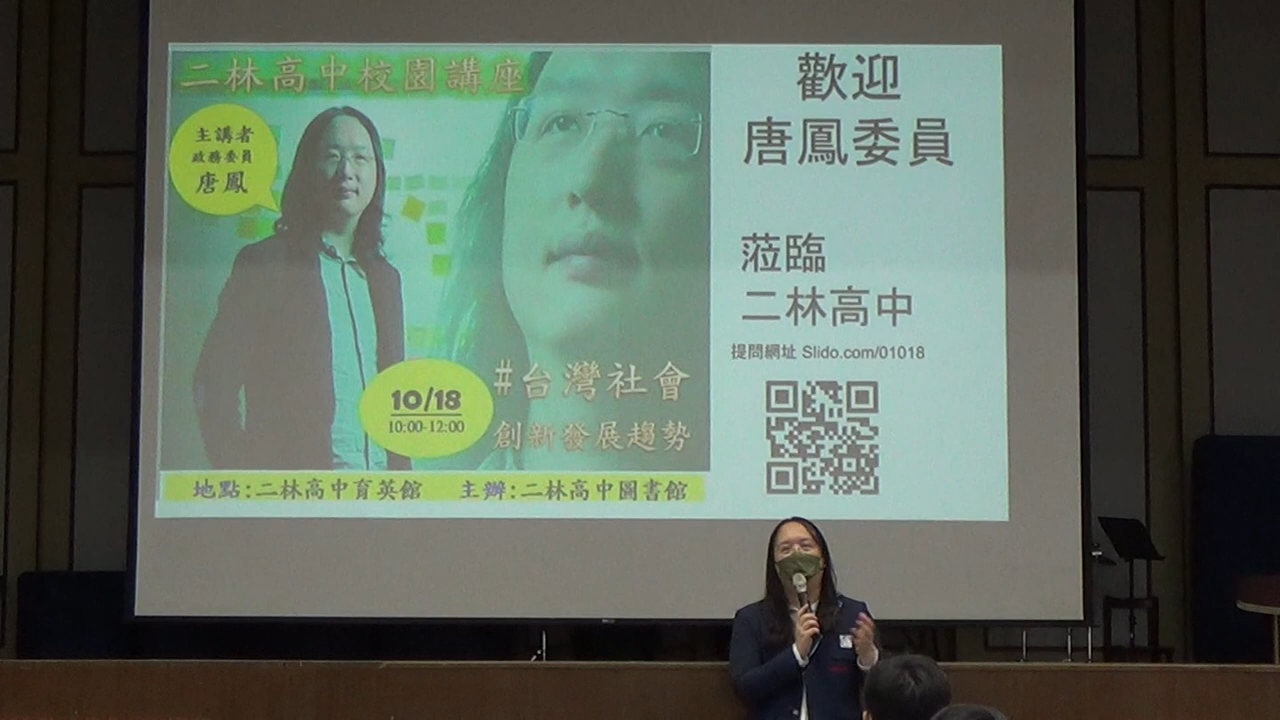 二林高中校園講座
主講者
政務委員
唐鳳
10/18
10:00-12:00
#台灣社會
創新發展趨勢
地點:二林高中育英館 主辦:二林高中圖書館
歡迎
唐鳳委員
蒞臨
二林高中
提問網址 Slido.com/01018